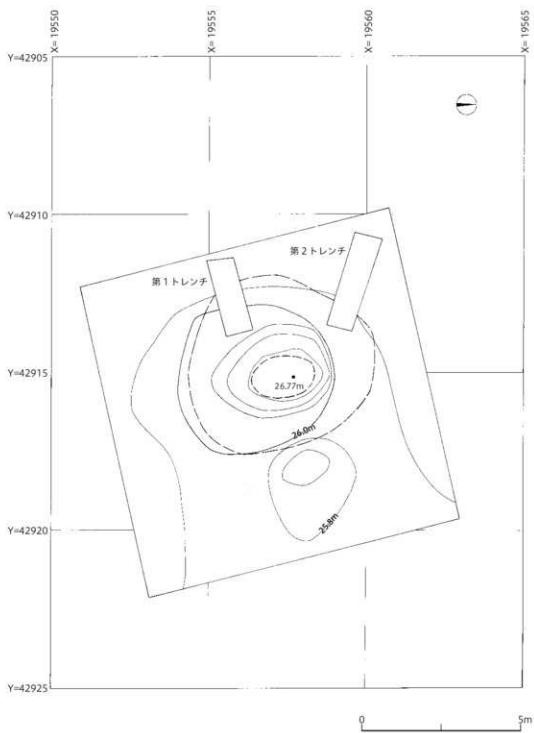 X= 19550
X= 19555
X= 19560
X= 19565
Y=42905
Y=42910
Y=42915
Y=42920
Y=42925
第1トレンチ
第2トレンチ
26.77m
26.0m
25.8m
0
5m